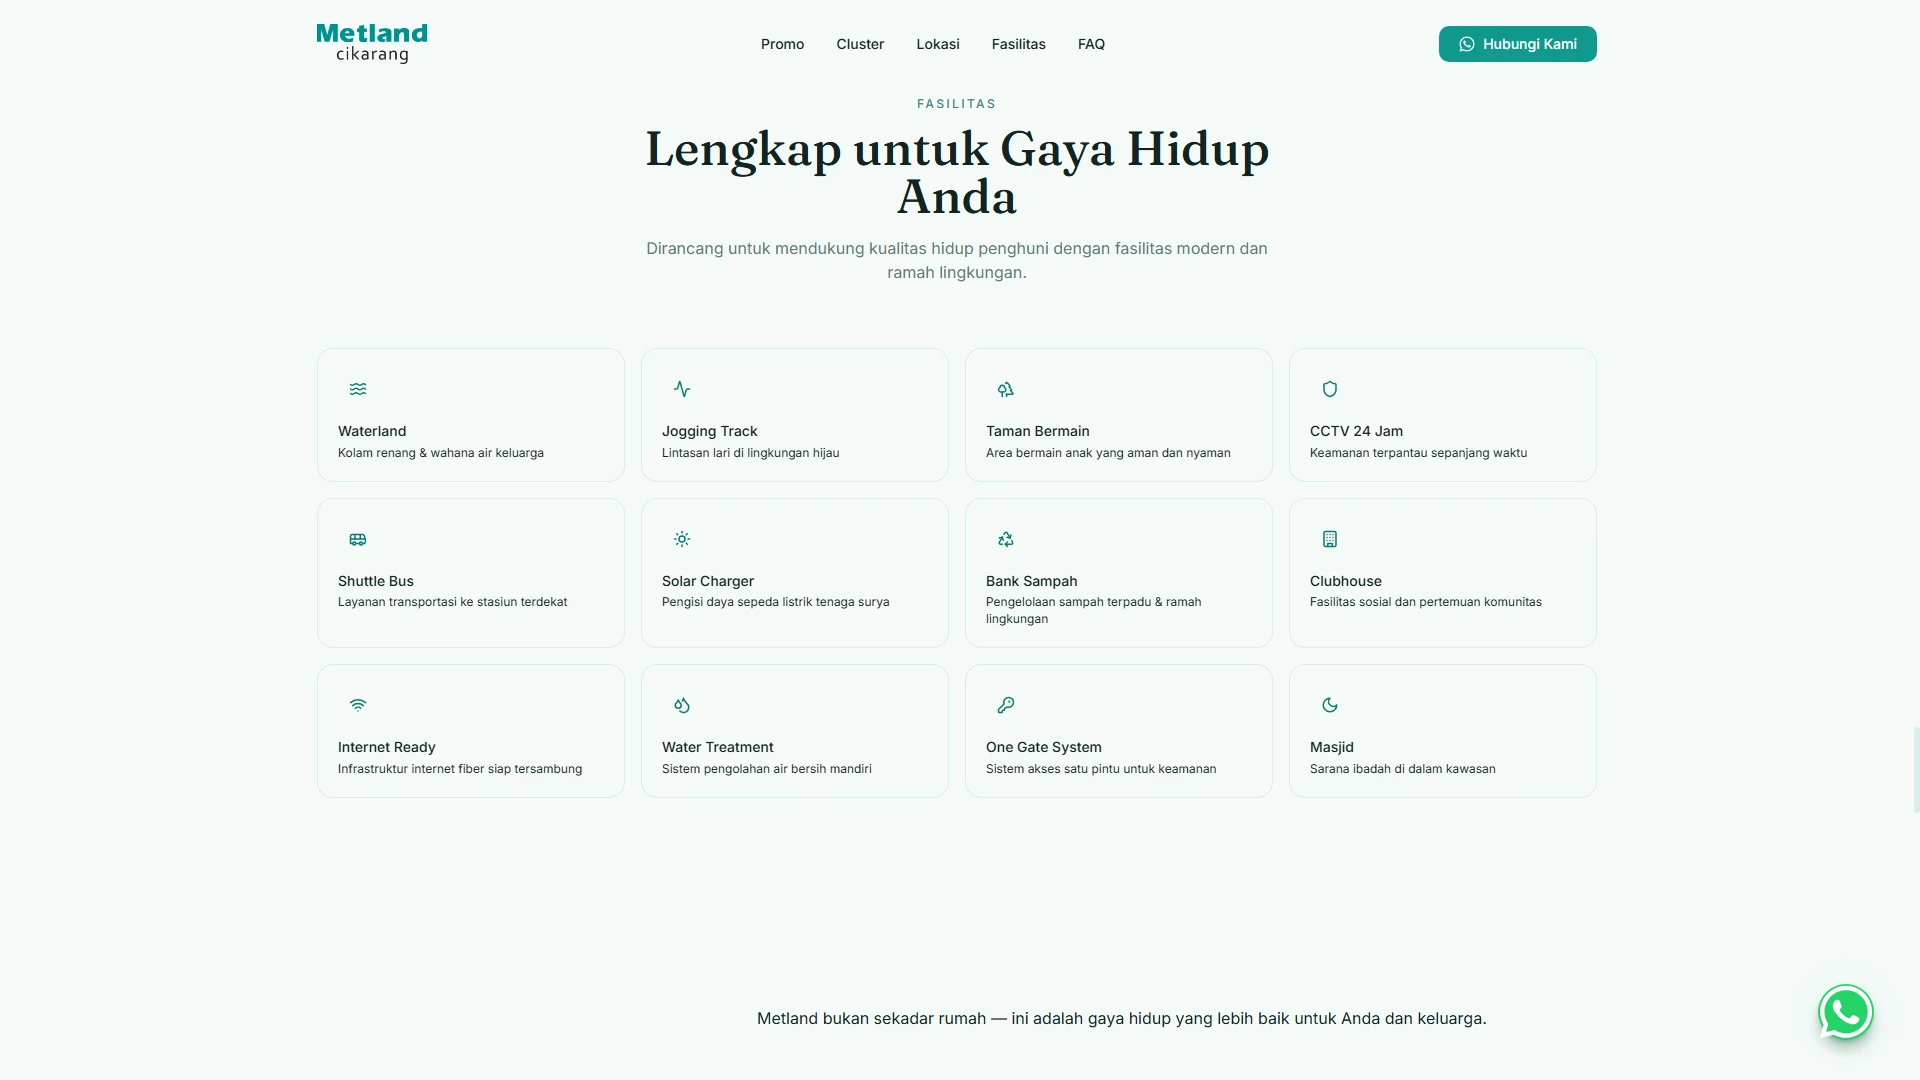 Metland
cikarang
Promo
Cluster
Lokasi
Fasilitas
FAQ
Hubungi Kami
FASILITAS
Lengkap untuk Gaya Hidup
Anda
Dirancang untuk mendukung kualitas hidup penghuni dengan fasilitas modern dan
ramah lingkungan.
Waterland
Kolam renang & wahana air keluarga
Jogging Track
Lintasan lari di lingkungan hijau
Taman Bermain
Area bermain anak yang aman dan nyaman
CCTV 24 Jam
Keamanan terpantau sepanjang waktu
Shuttle Bus
Layanan transportasi ke stasiun terdekat
Solar Charger
Pengisi daya sepeda listrik tenaga surya
Bank Sampah
Pengelolaan sampah terpadu & ramah
lingkungan
Clubhouse
Fasilitas sosial dan pertemuan komunitas
Internet Ready
Infrastruktur internet fiber siap tersambung
Water Treatment
Sistem pengolahan air bersih mandiri
One Gate System
Sistem akses satu pintu untuk keamanan
Masjid
Sarana ibadah di dalam kawasan
Metland bukan sekadar rumah — ini adalah gaya hidup yang lebih baik untuk Anda dan keluarga.